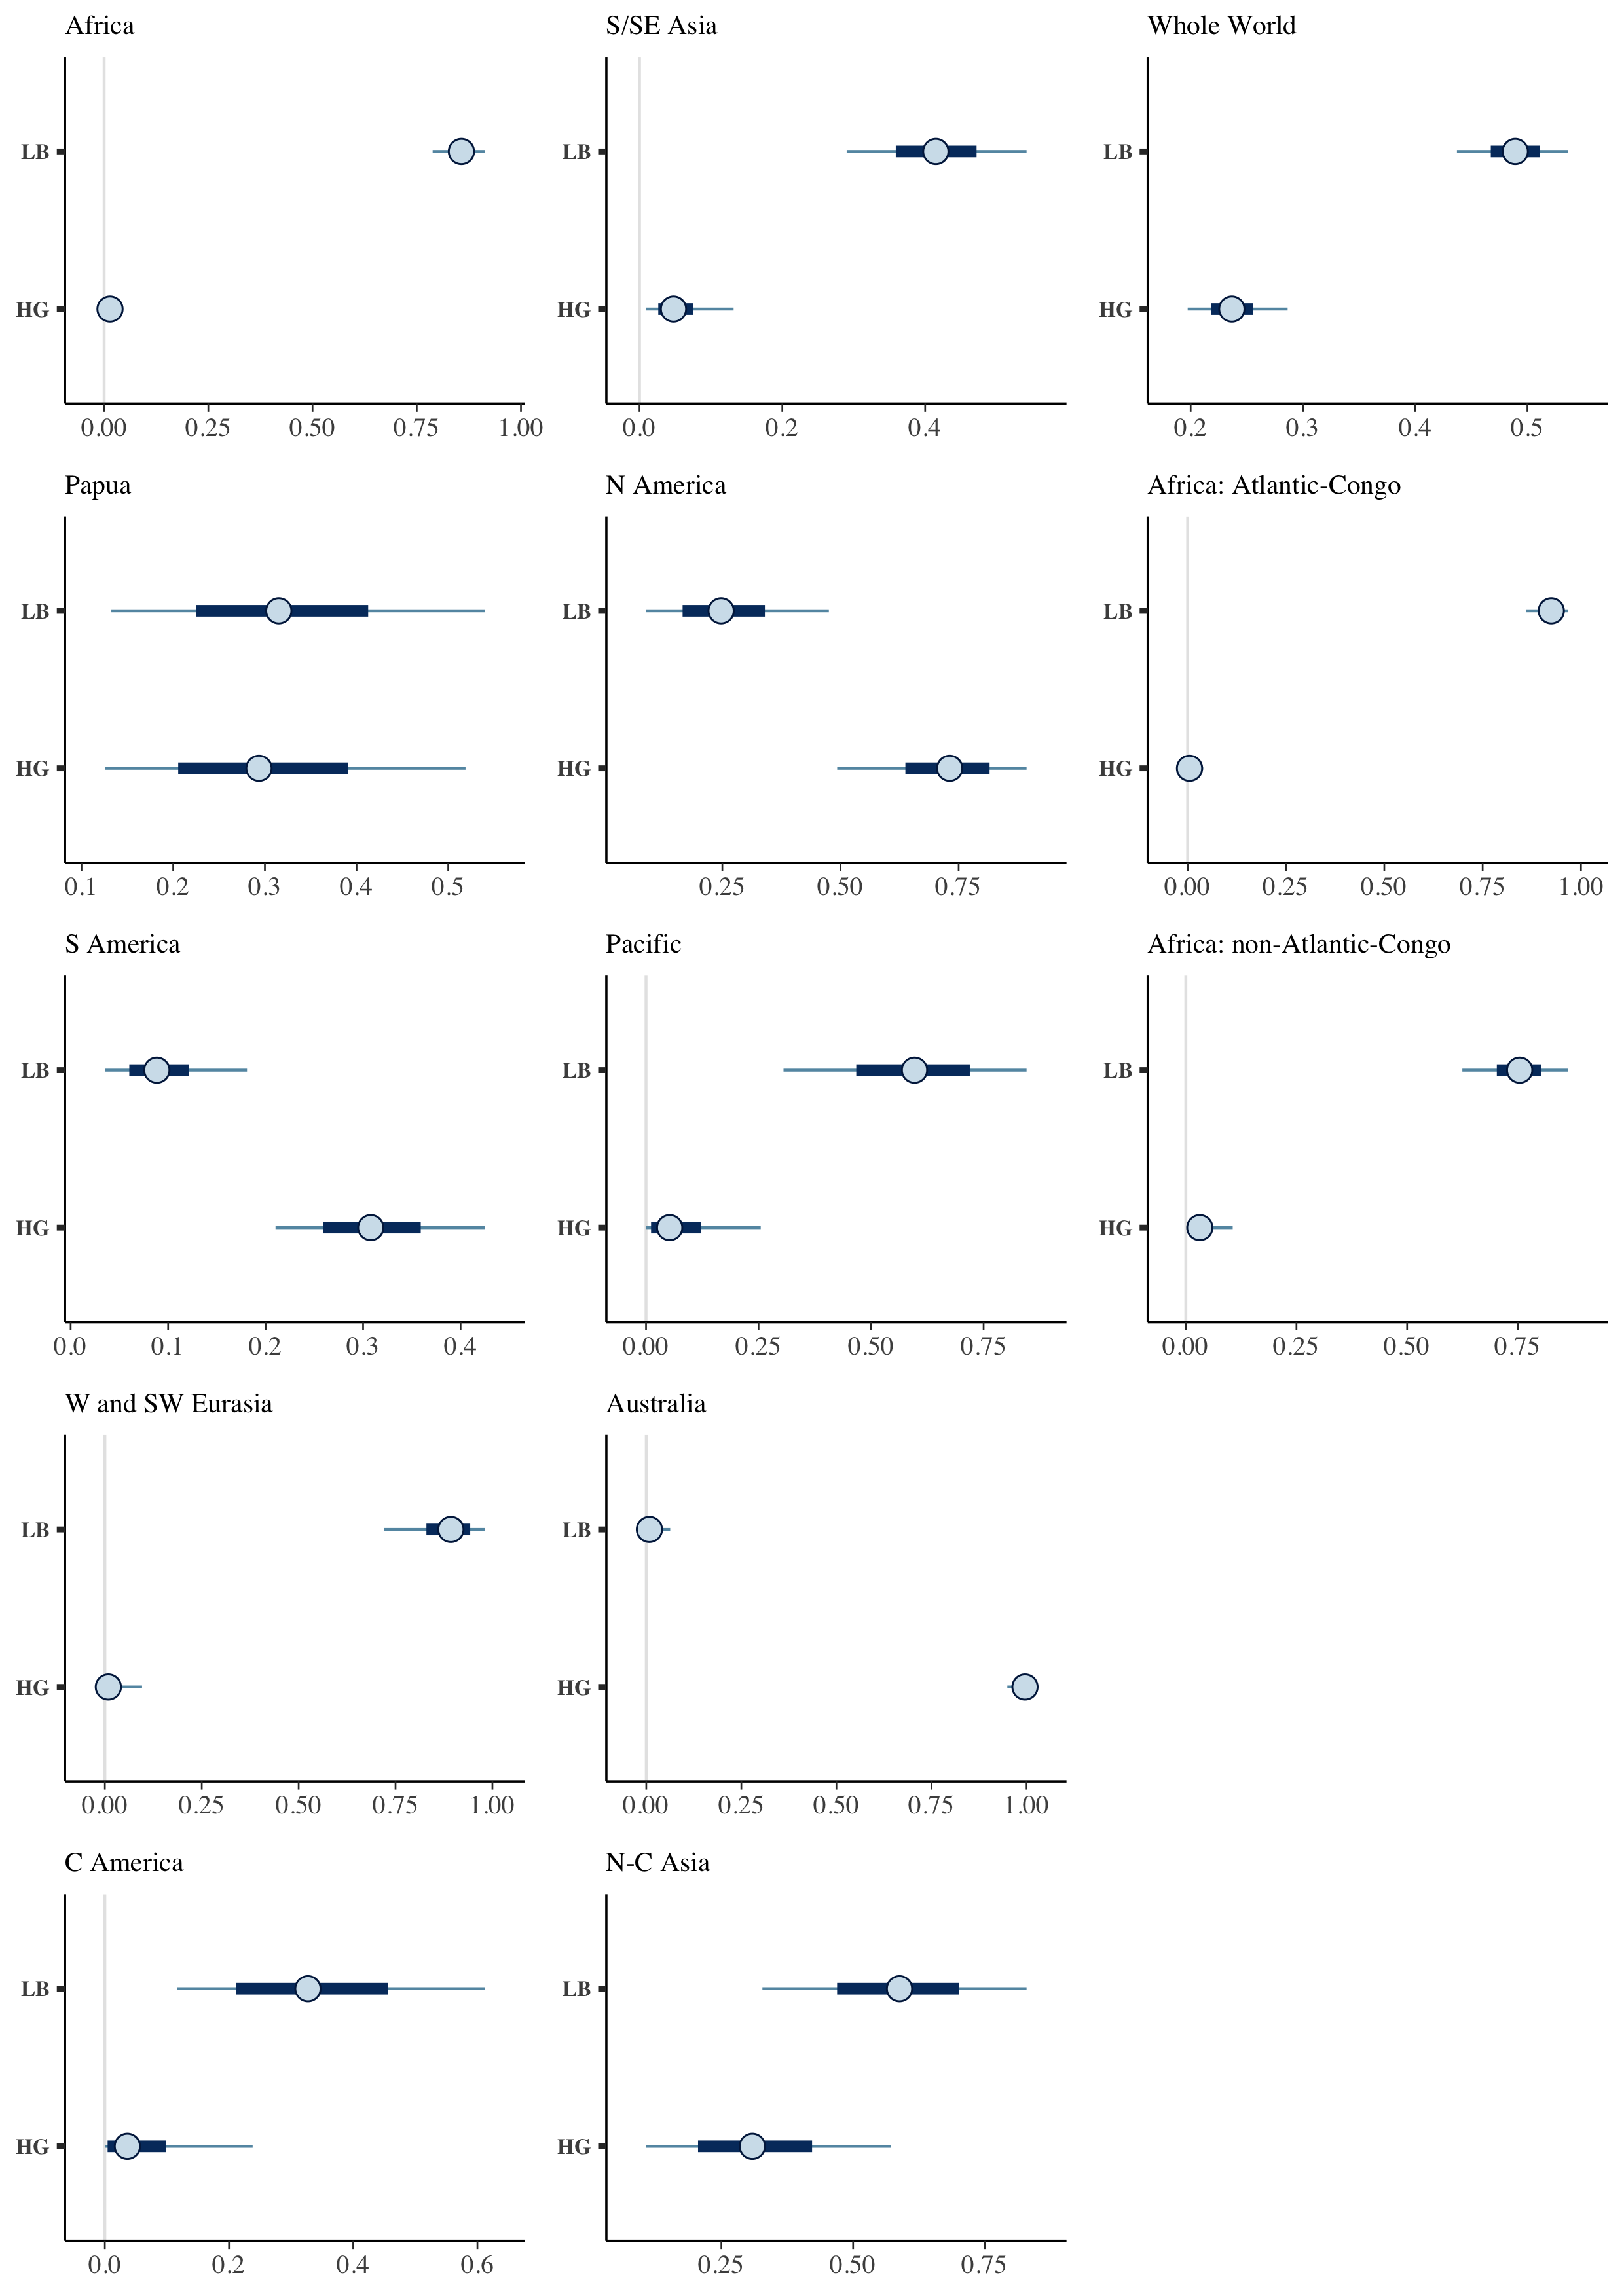 Africa
S/SE Asia
Whole World
LB
LB
LB
HG
HG
HG
0.00 0.25 0.50 0.75 1.00
0.0 0.2 0.4
0.2 0.3 0.4 0.5
Papua
N America
Africa: Atlantic-Congo
LB
LB
LB
HG
HG
HG
0.1 0.2 0.3 0.4 0.5
0.25 0.50 0.75
0.00 0.25 0.50 0.75 1.00
S America
Pacific
Africa: non-Atlantic-Congo
LB
LB
LB
HG
HG
HG
0.0 0.1 0.2 0.3 0.4
0.00 0.25 0.50 0.75
0.00 0.25 0.50 0.75
W and SW Eurasia
Australia
LB
LB
HG
HG
0.00 0.25 0.50 0.75 1.00
0.00 0.25 0.50 0.75 1.00
C America
N-C Asia
LB
LB
HG
HG
0.0 0.2 0.4 0.6
0.25 0.50 0.75